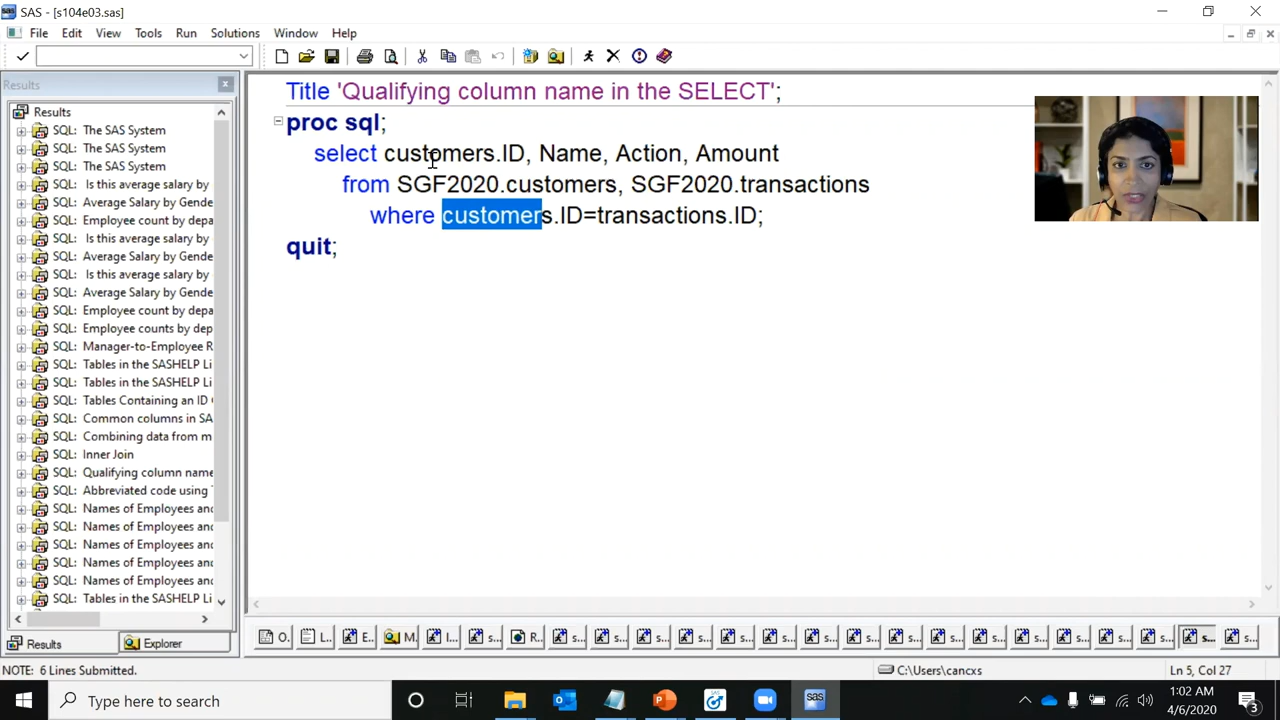 SAS - [s104e03.sas]
File Edit View Tools Run Solutions Window Help
Results
Results
SQL: The SAS System
SQL: The SAS System
SQL: The SAS System
SQL: Is this average salary by
SQL: Average Salary by Gende
SQL: Employee count by depa
SQL: Is this average salary by
SQL: Average Salary by Gende
SQL: Is this average salary by
SQL: Average Salary by Gende
SQL: Employee count by depa
SQL: Employee counts by dep
SQL: Manager-to-Employee R
SQL: Tables in the SASHELP Li
SQL: Tables in the SASHELP Li
SQL: Tables Containing an ID
SQL: Common columns in SA
SQL: Combining data from m
SQL: Inner Join
SQL: Qualifying column name
SQL: Abbreviated code using
SQL: Names of Employees and
SQL: Names of Employees and
SQL: Names of Employees and
SQL: Names of Employees and
SQL: Names of Employees and
SQL: Tables in the SASHELP Li
Results Explorer
Title 'Qualifying column name in the SELECT';
proc sql;
select customers.ID, Name, Action, Amount
from SGF2020.customers, SGF2020.transactions
where customers.ID=transactions.ID;
quit;
O.. L.. E.. M.. I... s... R... s... s... s... s... s... s... s... s... s... s... s... s... s... s... s... s... s...
NOTE: 6 Lines Submitted. C:\Users\cancxs Ln 5, Col 27
Type here to search
sas
1:02 AM
4/6/2020
3